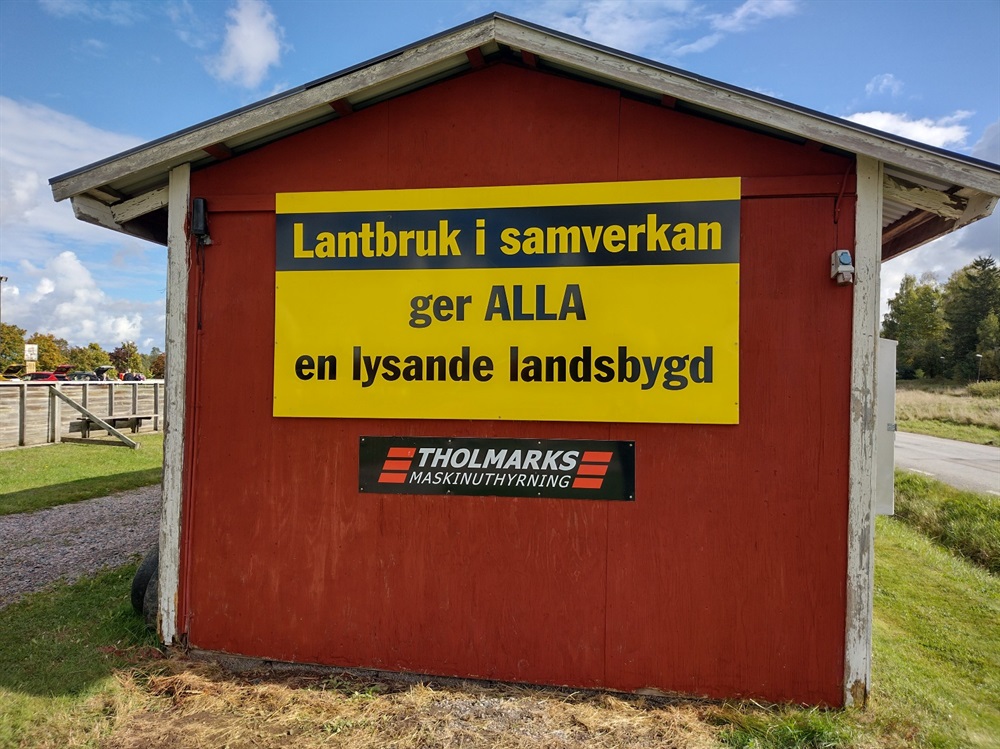 Lantbruk i samverkan
ger ALLA
en lysande landsbygd
THOLMARKS
MASKINUTHYRNING